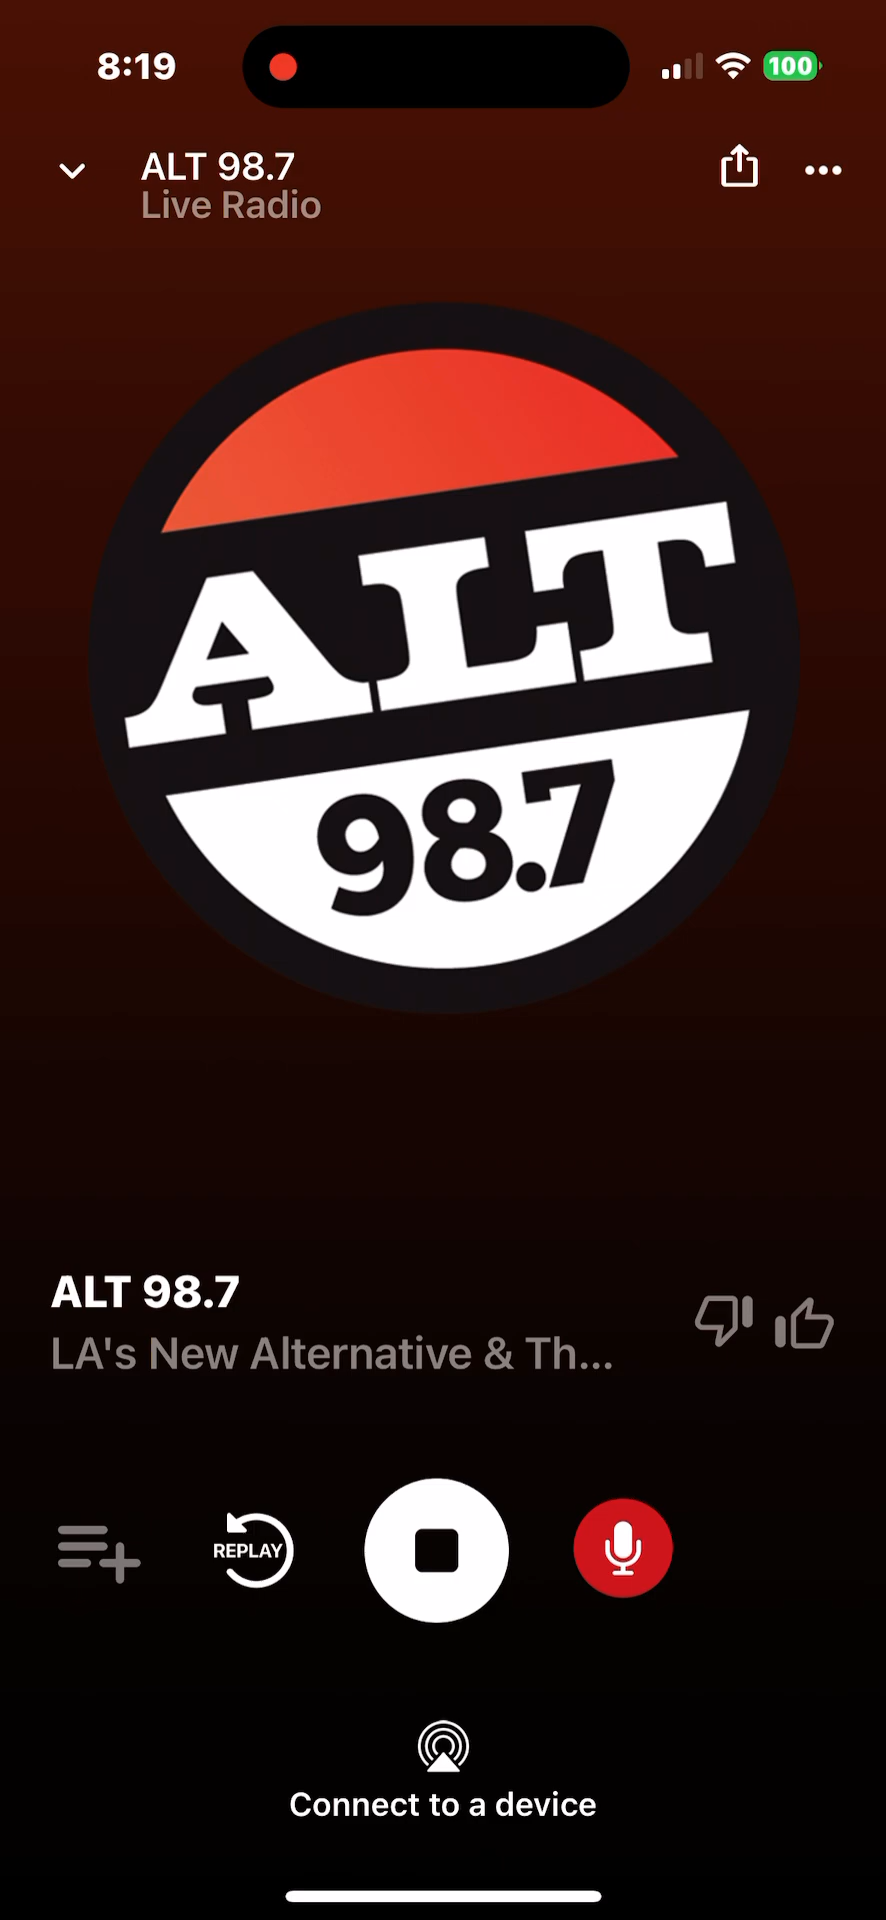 8:19
100
ALT 98.7
Live Radio
ALT
98.7
ALT 98.7
LA's New Alternative & Th...
REPLAY
Connect to a device